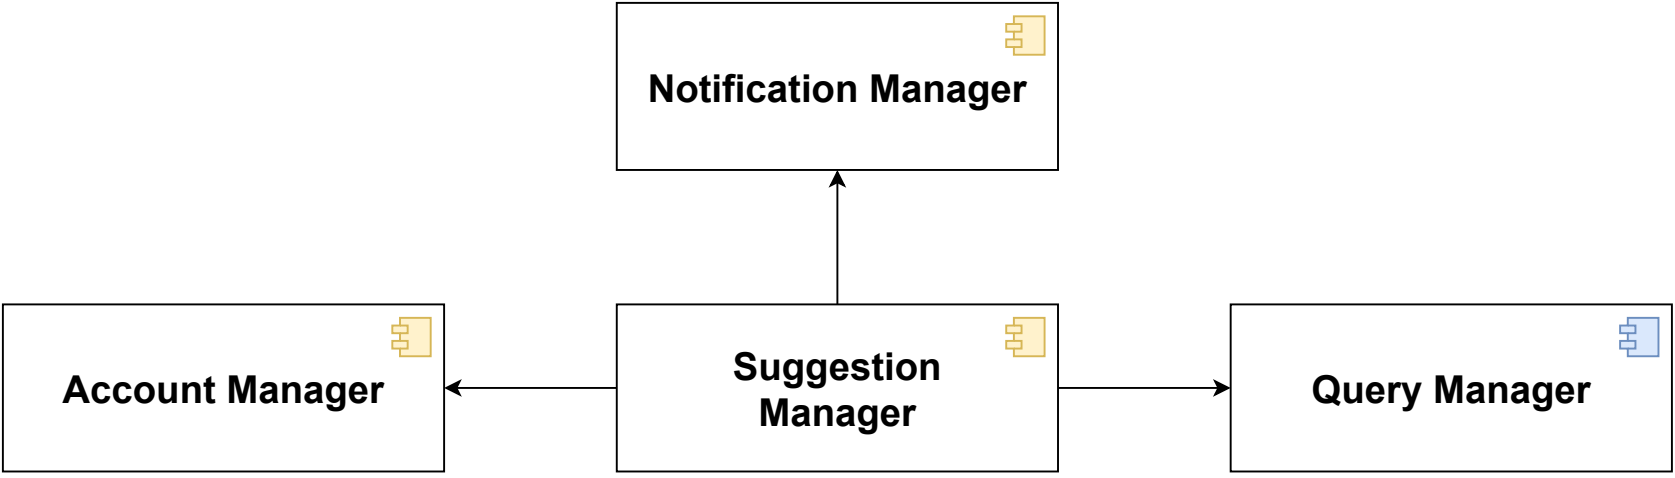 Notification Manager
Account Manager
Suggestion
Manager
Query Manager